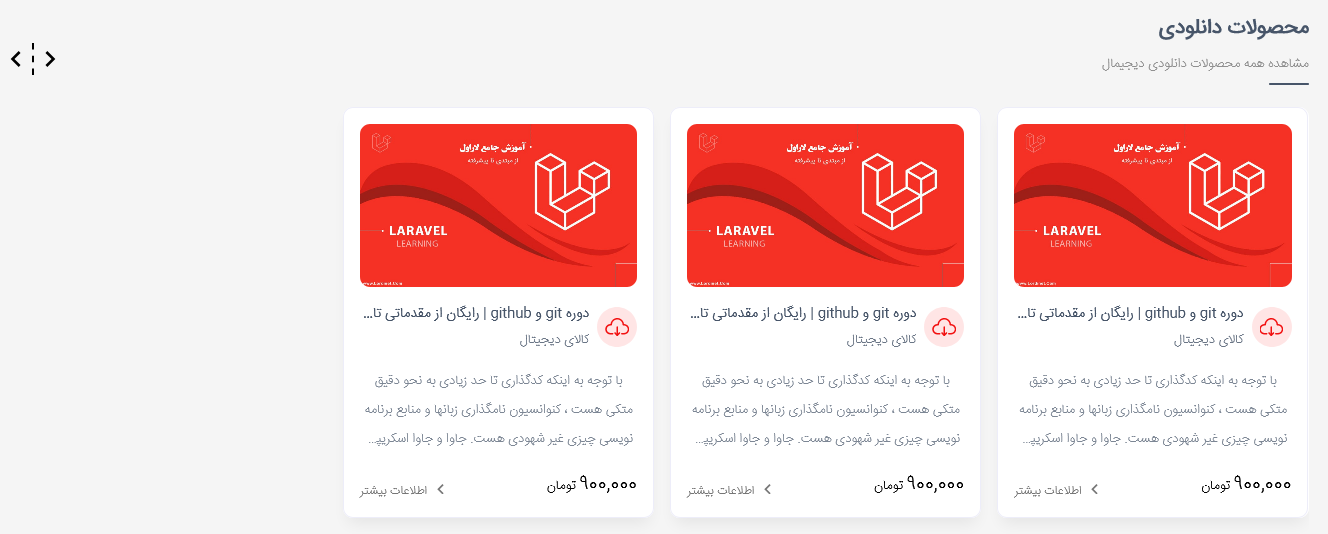 محصولات دانلودی
مشاهده همه محصولات دانلودی دیجیمال
آموزش جامع لاراول
از مبتدی تا پیشرفته
LARAVEL
LEARNING
دوره git و github | رایگان از مقدماتی تا...
کالای دیجیتال
با توجه به اینکه کدگذاری تا حد زیادی به نحو دقیق
متکی هست ، کنوانسیون نامگذاری زبانها و منابع برنامه
نویسی چیزی غیر شهودی هست. جاوا و جاوا اسکریپ...
۹۰۰,۰۰۰ تومان
اطلاعات بیشتر
آموزش جامع لاراول
از مبتدی تا پیشرفته
LARAVEL
LEARNING
دوره git و github | رایگان از مقدماتی تا...
کالای دیجیتال
با توجه به اینکه کدگذاری تا حد زیادی به نحو دقیق
متکی هست ، کنوانسیون نامگذاری زبانها و منابع برنامه
نویسی چیزی غیر شهودی هست. جاوا و جاوا اسکریپ...
۹۰۰,۰۰۰ تومان
اطلاعات بیشتر
آموزش جامع لاراول
از مبتدی تا پیشرفته
LARAVEL
LEARNING
دوره git و github | رایگان از مقدماتی تا...
کالای دیجیتال
با توجه به اینکه کدگذاری تا حد زیادی به نحو دقیق
متکی هست ، کنوانسیون نامگذاری زبانها و منابع برنامه
نویسی چیزی غیر شهودی هست. جاوا و جاوا اسکریپ...
۹۰۰,۰۰۰ تومان
اطلاعات بیشتر